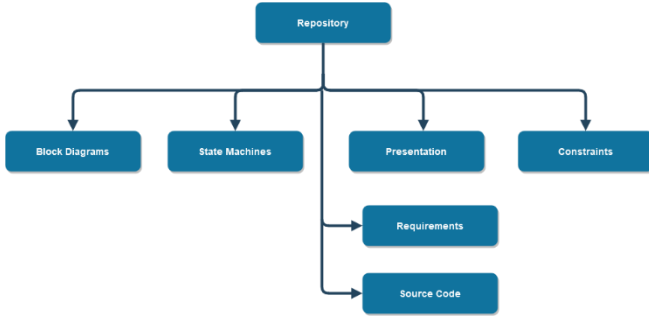 Repository
Block Diagrams
State Machines
Presentation
Constraints
Requirements
Source Code